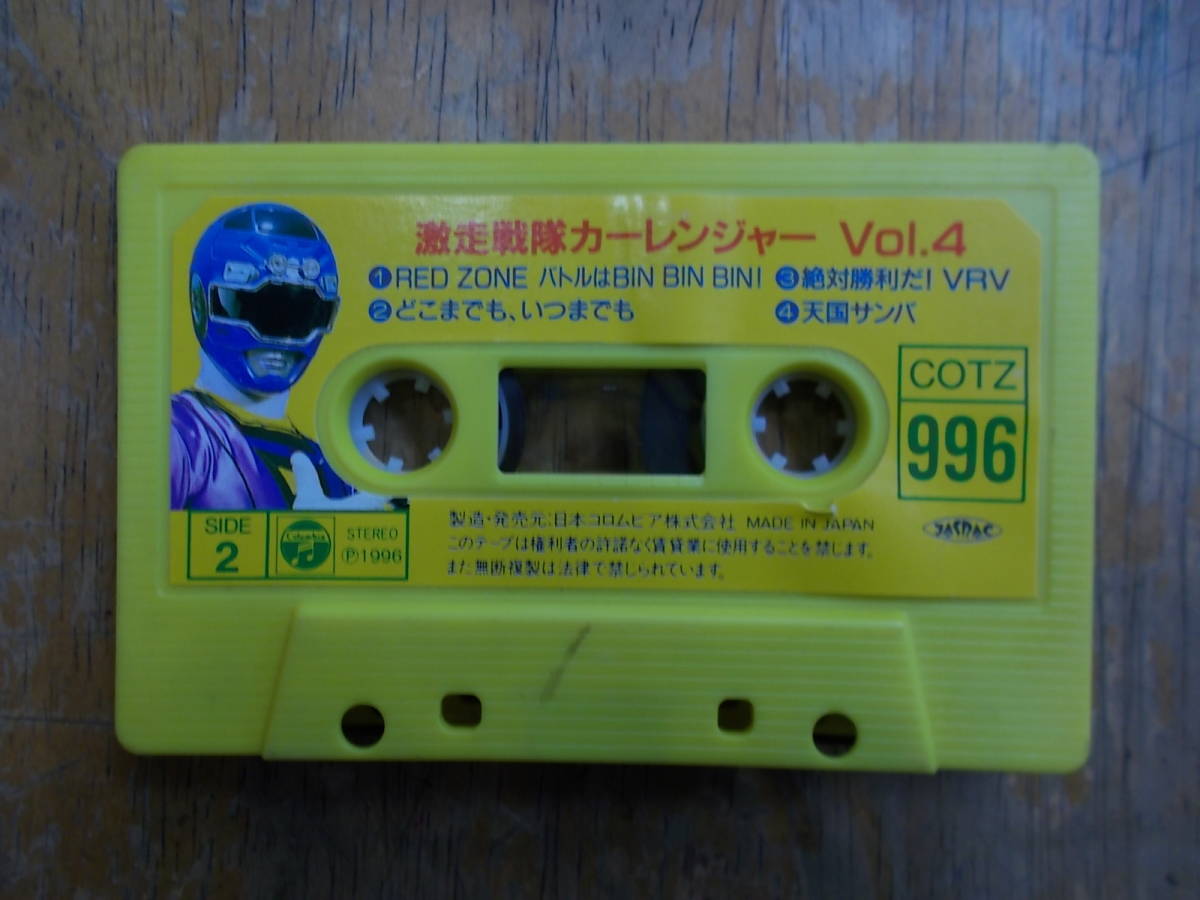 激走戦隊カーレンジャー Vol.4
❶RED ZONE バトルはBIN BIN BIN! ❸絶対勝利だ! VRV
❷どこまでも、いつまでも ❹天国サンバ
COTZ
996
SIDE
2
Columbia
STEREO
Ⓟ1996
製造・発売元:日本コロムビア株式会社 MADE IN JAPAN
このテープは権利者の許諾なく賃貸業に使用することを禁じます。
また無断複製は法律で禁じられています。
JASRAC